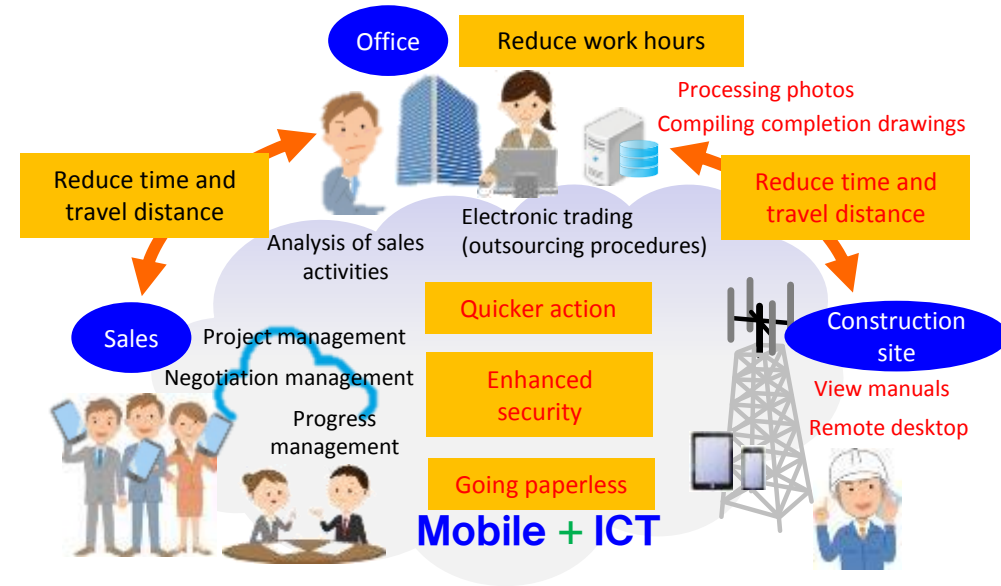 Office
Reduce work hours
Processing photos
Compiling completion drawings
Reduce time and
travel distance
Reduce time and
travel distance
Analysis of sales
activities
Electronic trading
(outsourcing procedures)
Quicker action
Sales
Project management
Negotiation management
Progress
management
Enhanced
security
Construction
site
View manuals
Remote desktop
Going paperless
Mobile + ICT